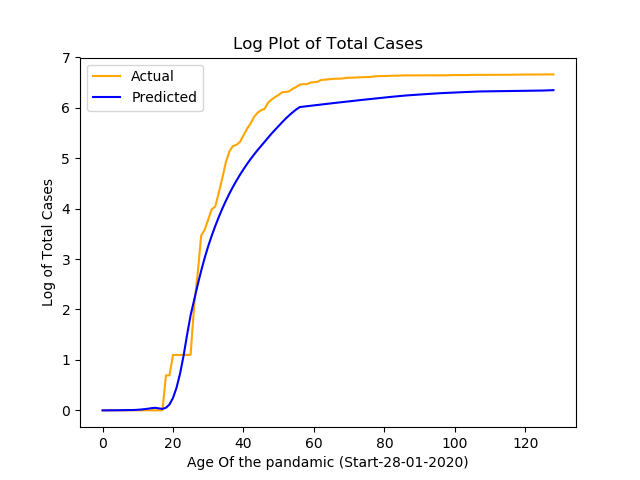 Log Plot of Total Cases
Actual
Predicted
Log of Total Cases
7
6
5
4
3
2
1
0
0 20 40 60 80 100 120
Age Of the pandamic (Start-28-01-2020)